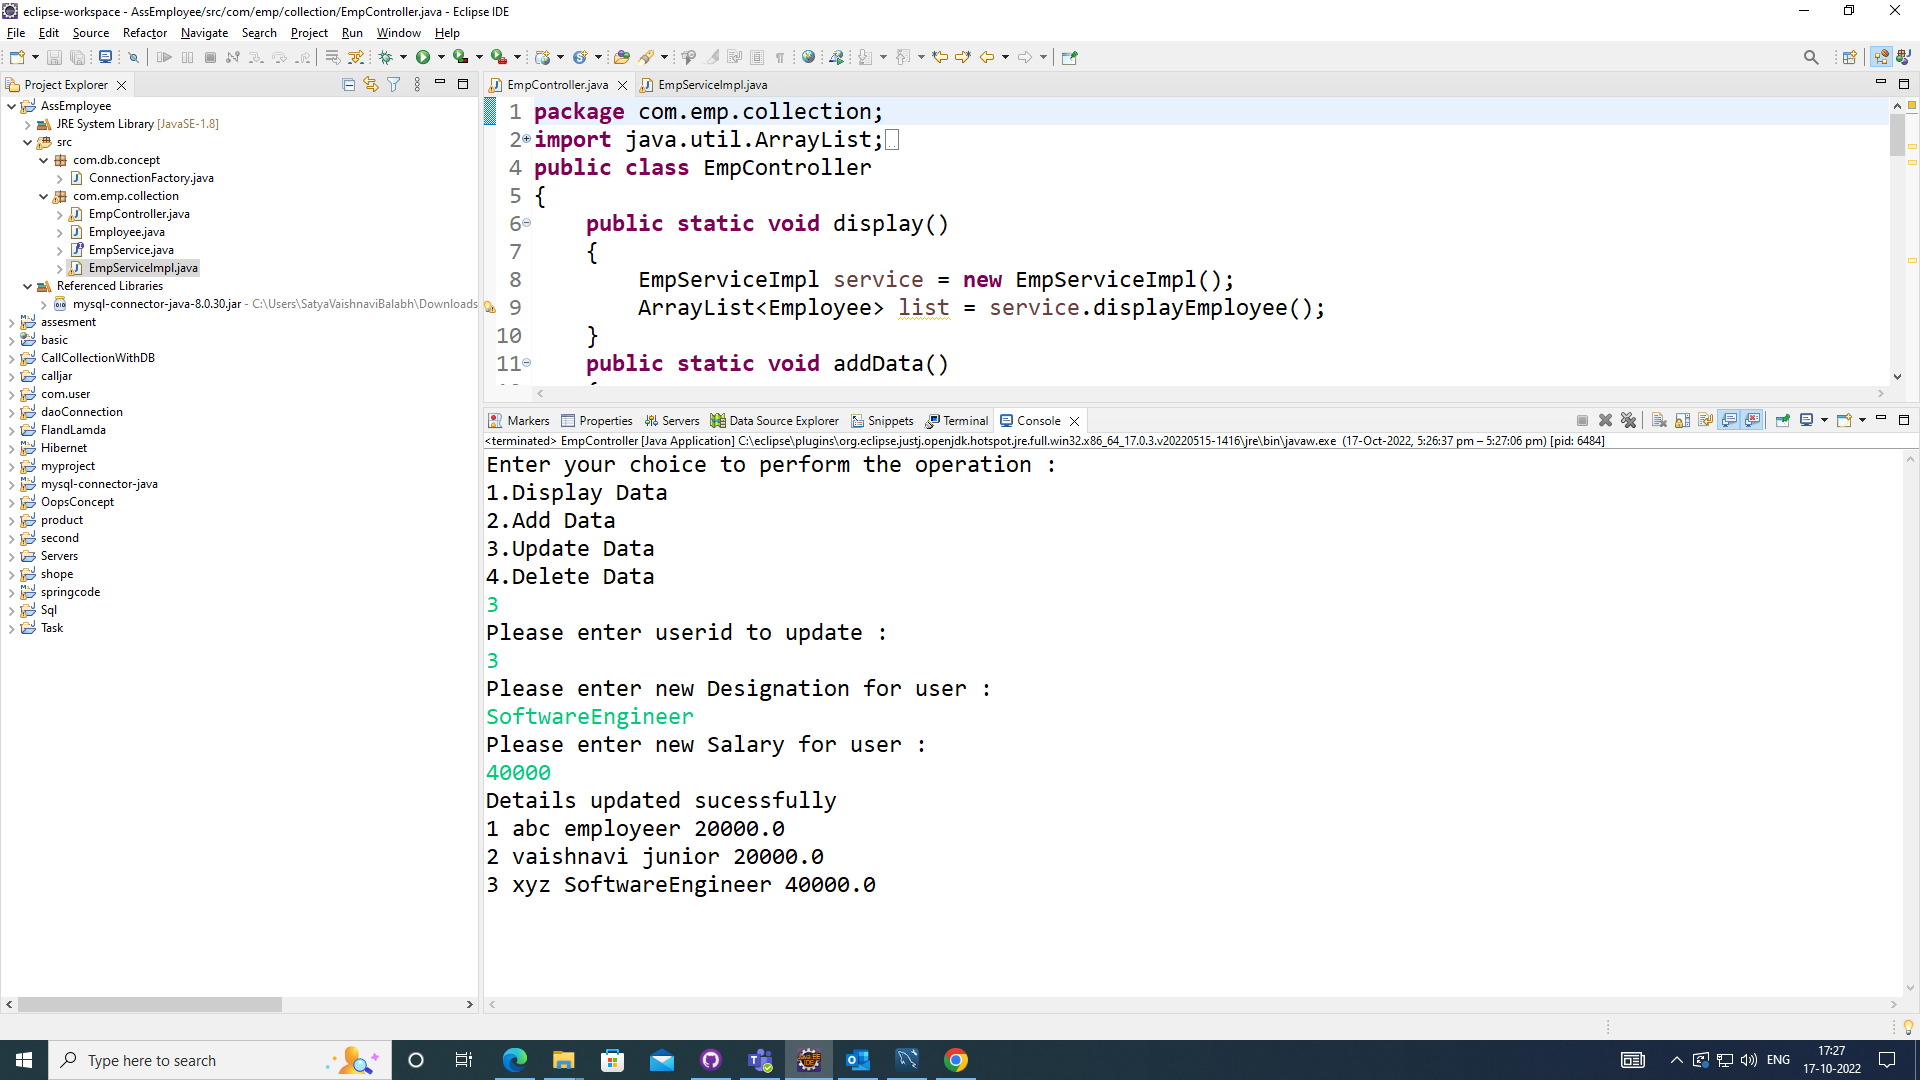 eclipse-workspace - AssEmployee/src/com/emp/collection/EmpController.java - Eclipse IDE
File Edit Source Refactor Navigate Search Project Run Window Help
Project Explorer
AssEmployee
JRE System Library [JavaSE-1.8]
src
com.db.concept
ConnectionFactory.java
com.emp.collection
EmpController.java
Employee.java
EmpService.java
EmpServiceImpl.java
Referenced Libraries
mysql-connector-java-8.0.30.jar - C:\Users\SatyaVaishnaviBalabh\Downloads
assesment
basic
CallCollectionWithDB
calljar
com.user
daoConnection
FIandLamda
Hibernet
myproject
mysql-connector-java
OopsConcept
product
second
Servers
shope
springcode
Sql
Task
EmpController.java EmpServiceImpl.java
1 package com.emp.collection;
2 import java.util.ArrayList;
4 public class EmpController
5 {
6 public static void display()
7 {
8 EmpServiceImpl service = new EmpServiceImpl();
9 ArrayList<Employee> list = service.displayEmployee();
10 }
11 public static void addData()
Markers Properties Servers Data Source Explorer Snippets Terminal Console
<terminated> EmpController [Java Application] C:\eclipse\plugins\org.eclipse.justj.openjdk.hotspot.jre.full.win32.x86_64_17.0.3.v20220515-1416\jre\bin\javaw.exe (17-Oct-2022, 5:26:37 pm – 5:27:06 pm) [pid: 6484]
Enter your choice to perform the operation :
1.Display Data
2.Add Data
3.Update Data
4.Delete Data
3
Please enter userid to update :
3
Please enter new Designation for user :
SoftwareEngineer
Please enter new Salary for user :
40000
Details updated sucessfully
1 abc employeer 20000.0
2 vaishnavi junior 20000.0
3 xyz SoftwareEngineer 40000.0
Type here to search
ENG
17:27
17-10-2022